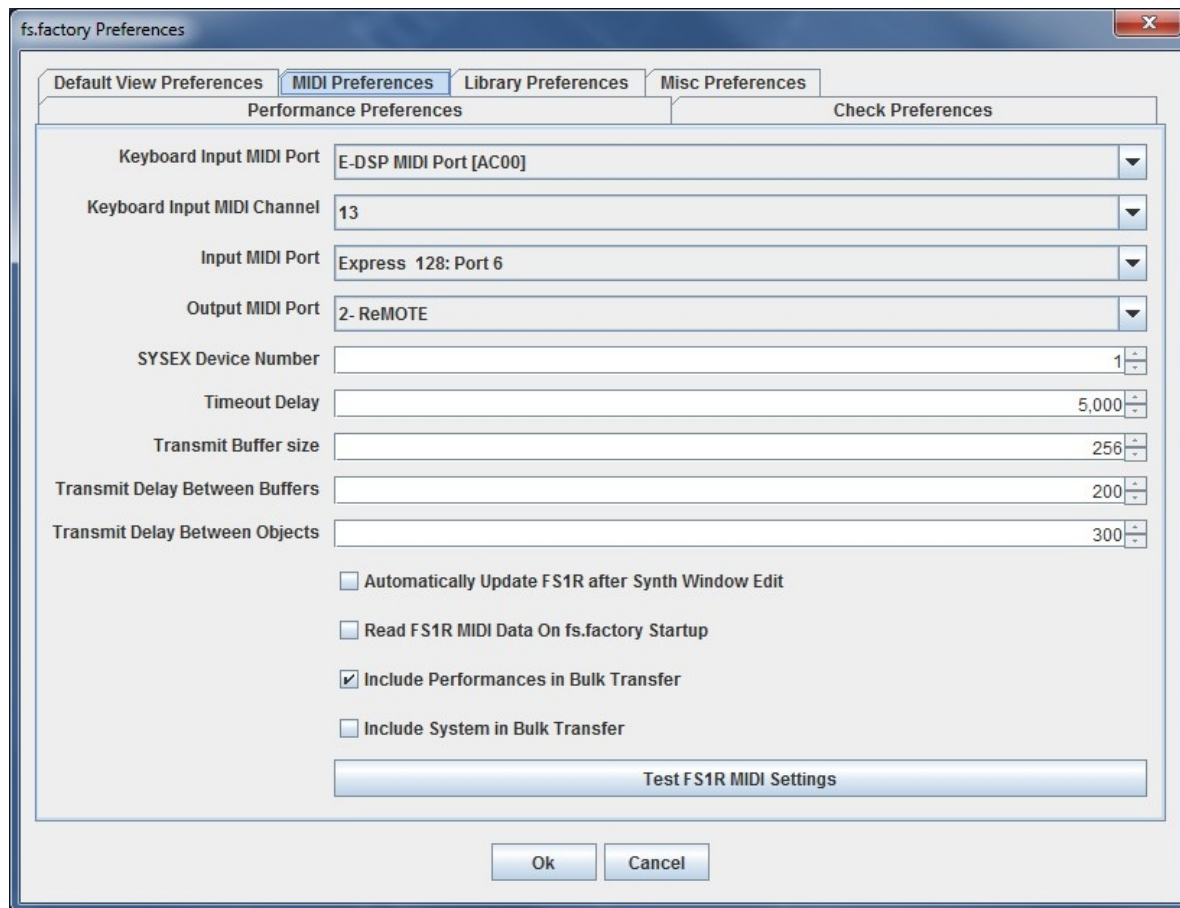 fs.factory Preferences
Default View Preferences MIDI Preferences Library Preferences Misc Preferences
Performance Preferences Check Preferences
Keyboard Input MIDI Port E-DSP MIDI Port [AC00]
Keyboard Input MIDI Channel 13
Input MIDI Port Express  128: Port 6
Output MIDI Port 2- ReMOTE
SYSEX Device Number 1
Timeout Delay 5,000
Transmit Buffer size 256
Transmit Delay Between Buffers 200
Transmit Delay Between Objects 300
Automatically Update FS1R after Synth Window Edit
Read FS1R MIDI Data On fs.factory Startup
Include Performances in Bulk Transfer
Include System in Bulk Transfer
Test FS1R MIDI Settings
Ok Cancel